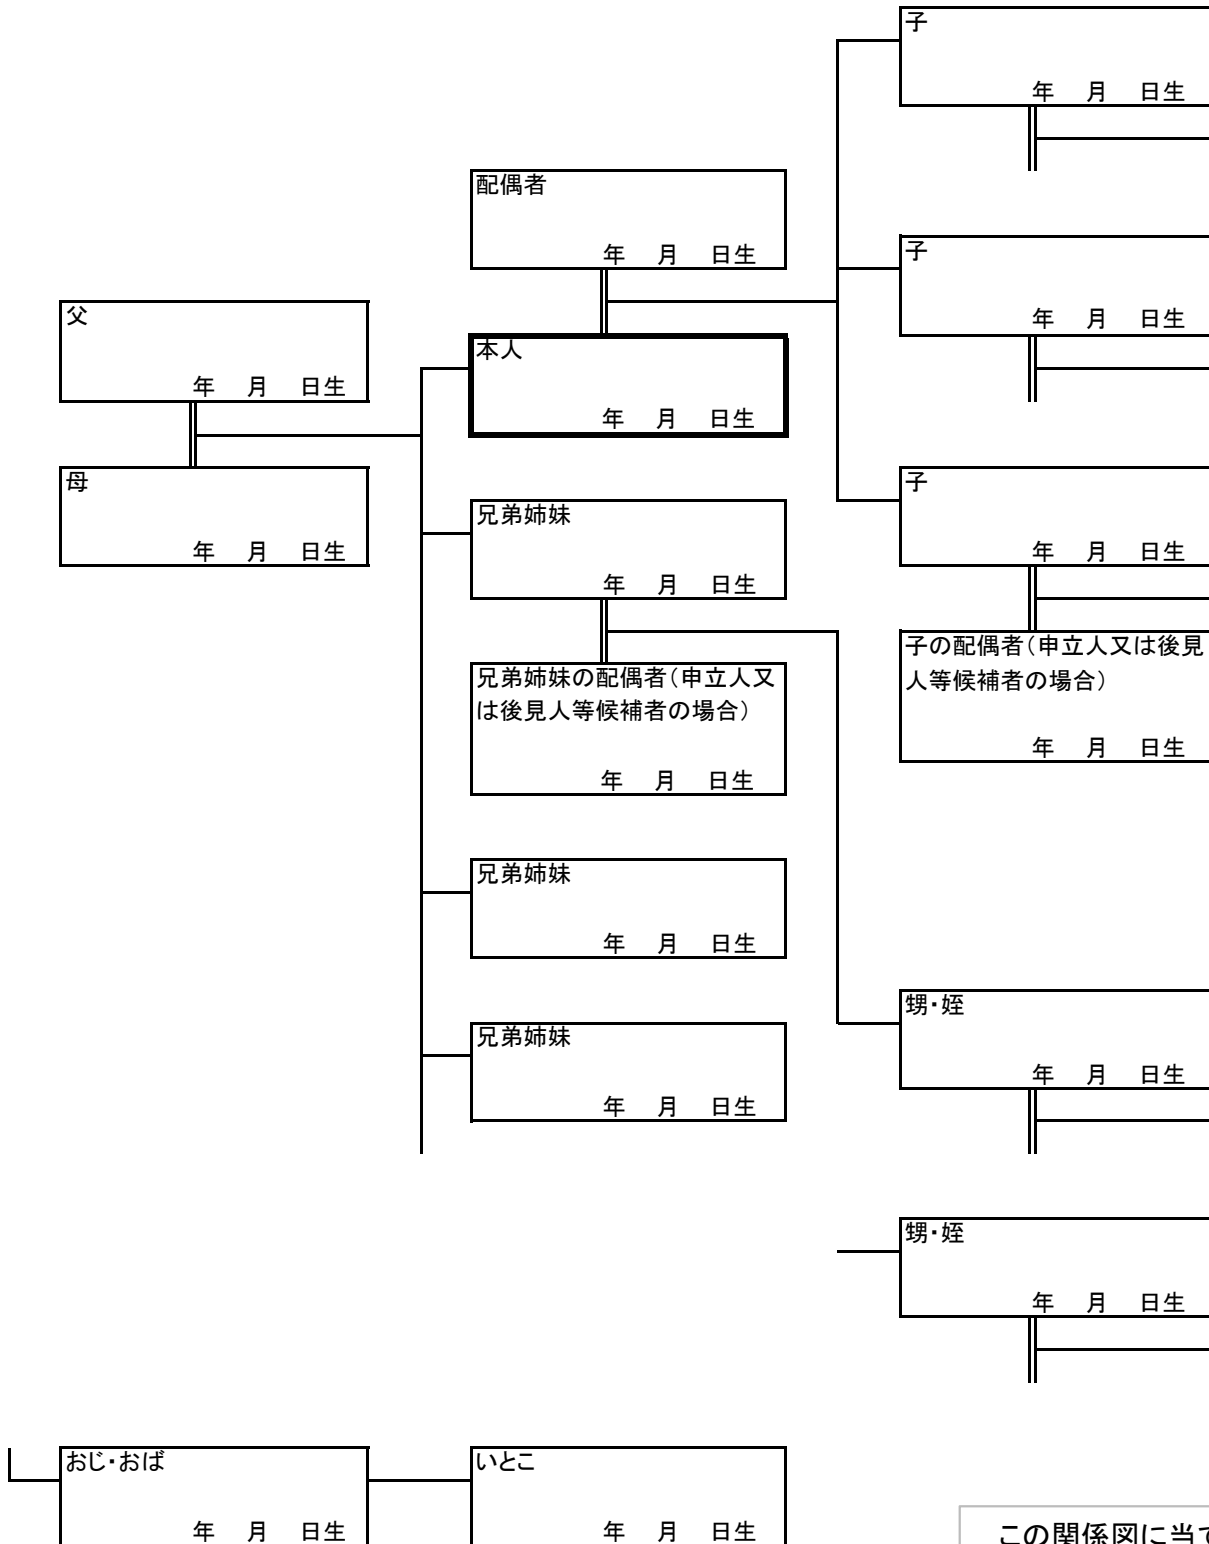 子
年 月 日生
配偶者
年 月 日生
子
年 月 日生
父
年 月 日生
本人
年 月 日生
母
年 月 日生
兄弟姉妹
年 月 日生
子
年 月 日生
兄弟姉妹の配偶者(申立人又
は後見人等候補者の場合)
年 月 日生
子の配偶者(申立人又は後見
人等候補者の場合)
年 月 日生
兄弟姉妹
年 月 日生
兄弟姉妹
年 月 日生
甥・姪
年 月 日生
甥・姪
年 月 日生
おじ・おば
年 月 日生
いとこ
年 月 日生
この関係図に当て